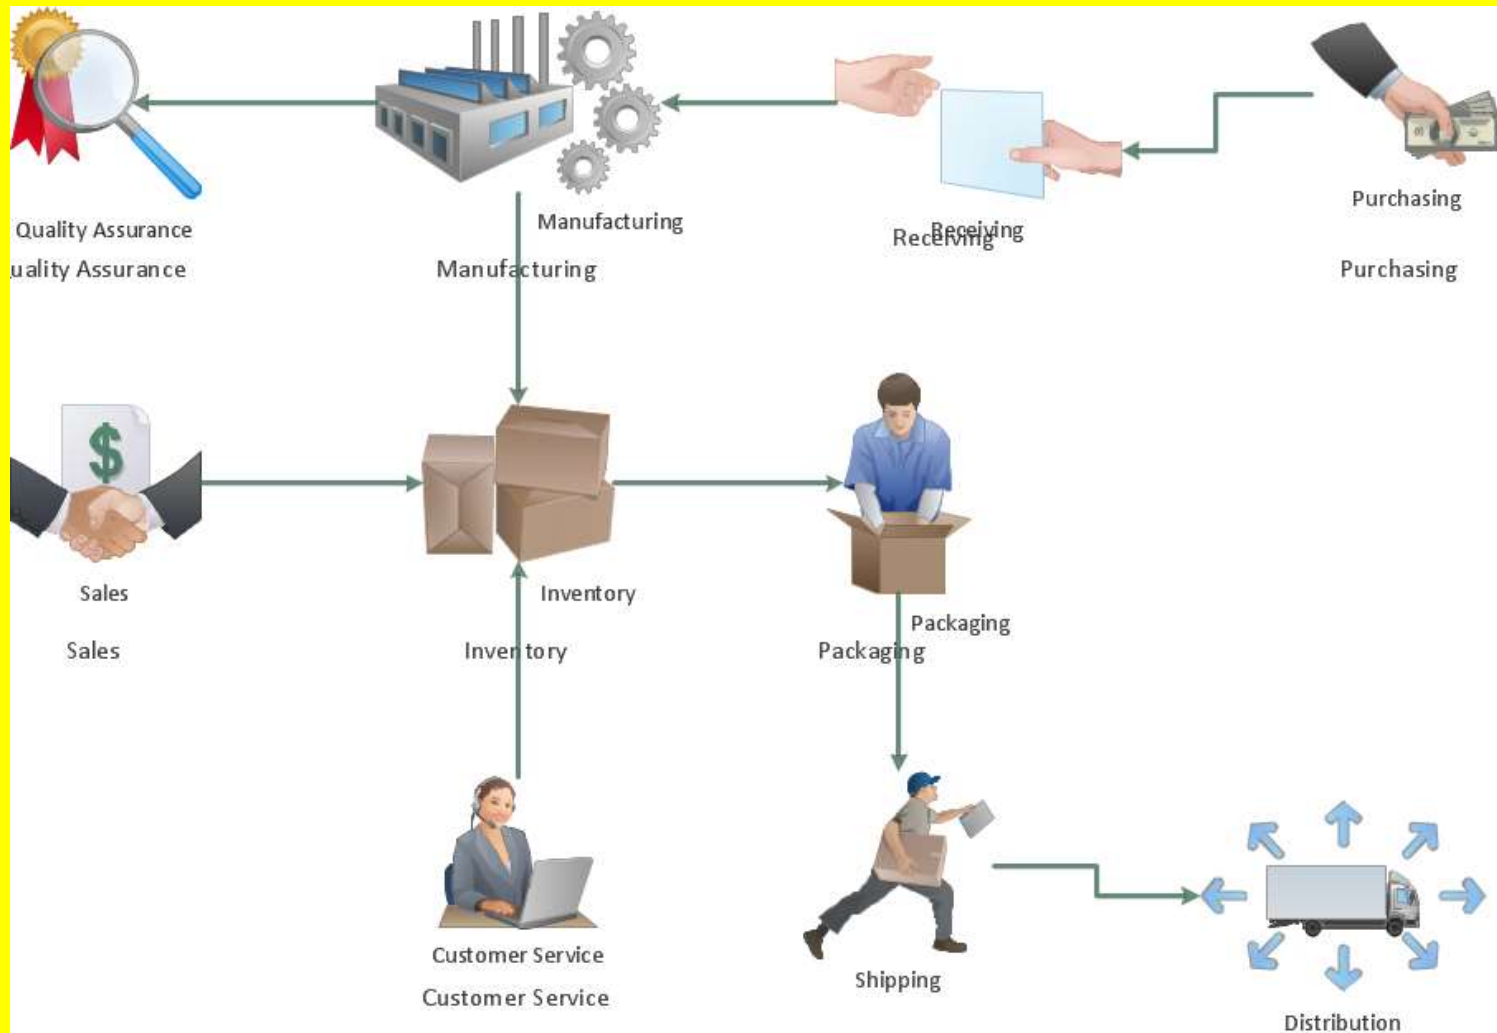 Quality Assurance
Manufacturing
Receiving
Purchasing
uality Assurance
Manufacturing
Receiving
Purchasing
$
Sales
Inventory
Packaging
Sales
Inventory
Packaging
Customer Service
Customer Service
Shipping
Distribution